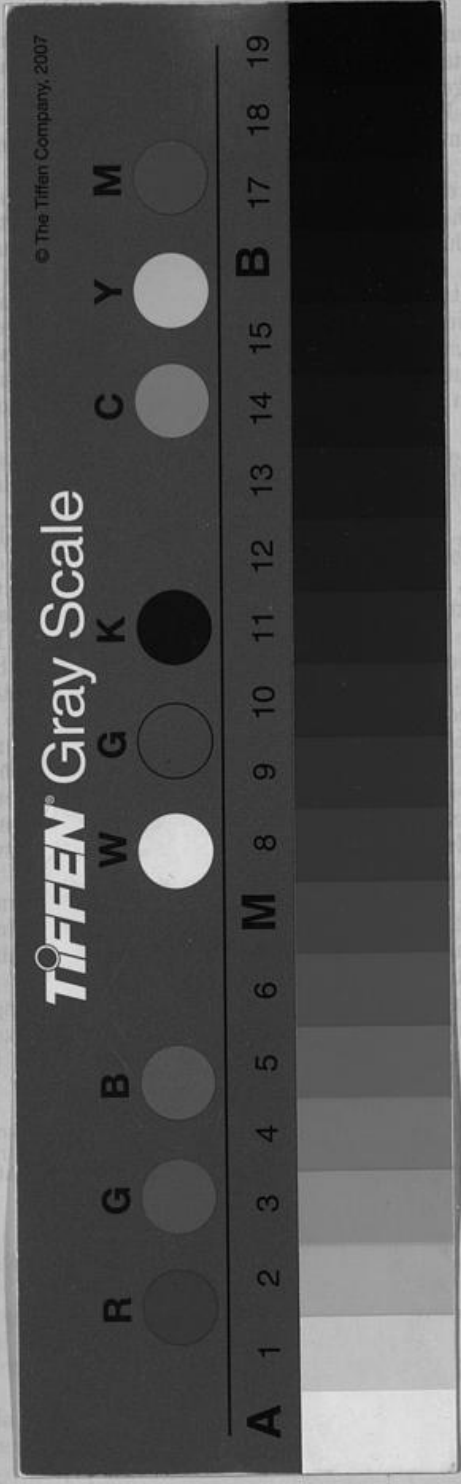 © The Tiffen Company, 2007
TIFFEN® Gray Scale
R G B W G K C Y M
A 1 2 3 4 5 6 M 8 9 10 11 12 13 14 15 B 17 18 19